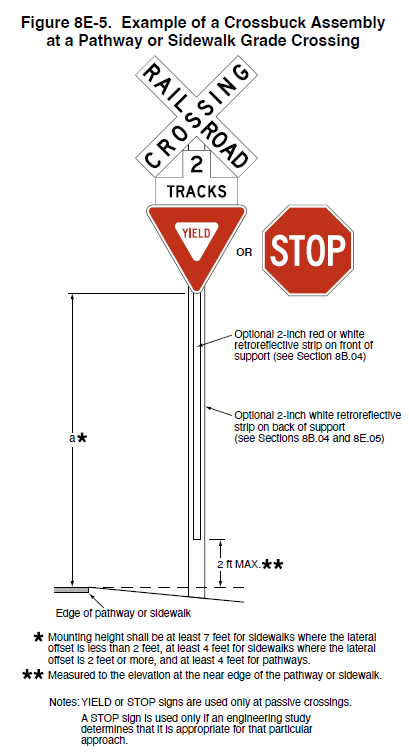 Figure 8E-5. Example of a Crossbuck Assembly
at a Pathway or Sidewalk Grade Crossing
RAILROAD
CROSSING
2
TRACKS
YIELD
OR
STOP
Optional 2-inch red or white
retroreflective strip on front of
support (see Section 8B.04)
Optional 2-inch white retroreflective
strip on back of support
(see Sections 8B.04 and 8E.05)
a★
2 ft MAX.★★
Edge of pathway or sidewalk
★ Mounting height shall be at least 7 feet for sidewalks where the lateral
offset is less than 2 feet, at least 4 feet for sidewalks where the lateral
offset is 2 feet or more, and at least 4 feet for pathways.
★★ Measured to the elevation at the near edge of the pathway or sidewalk.
Notes: YIELD or STOP signs are used only at passive crossings.
A STOP sign is used only if an engineering study
determines that it is appropriate for that particular
approach.